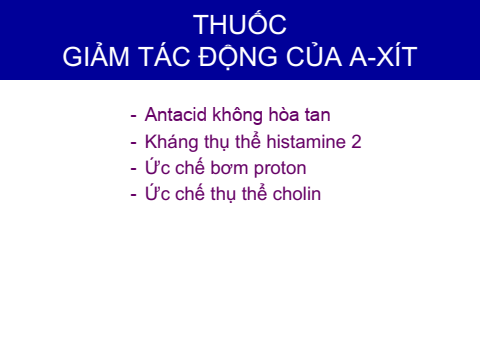 THUỐC
GIẢM TÁC ĐỘNG CỦA A-XÍT
- Antacid không hòa tan
- Kháng thụ thể histamine 2
- Ức chế bơm proton
- Ức chế thụ thể cholin